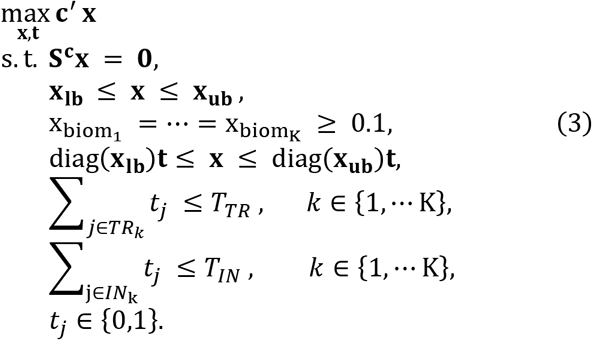 max c′ x
x,t
s. t. Sᶜx = 0,
x_lb ≤ x ≤ x_ub ,
x_biom₁ = ⋯ = x_biom_K ≥ 0.1, (3)
diag(x_lb)t ≤ x ≤ diag(x_ub)t,
∑_{j∈TR_k} t_j ≤ T_TR , k ∈ {1, ⋯ K},
∑_{j∈IN_k} t_j ≤ T_IN , k ∈ {1, ⋯ K},
t_j ∈ {0,1}.